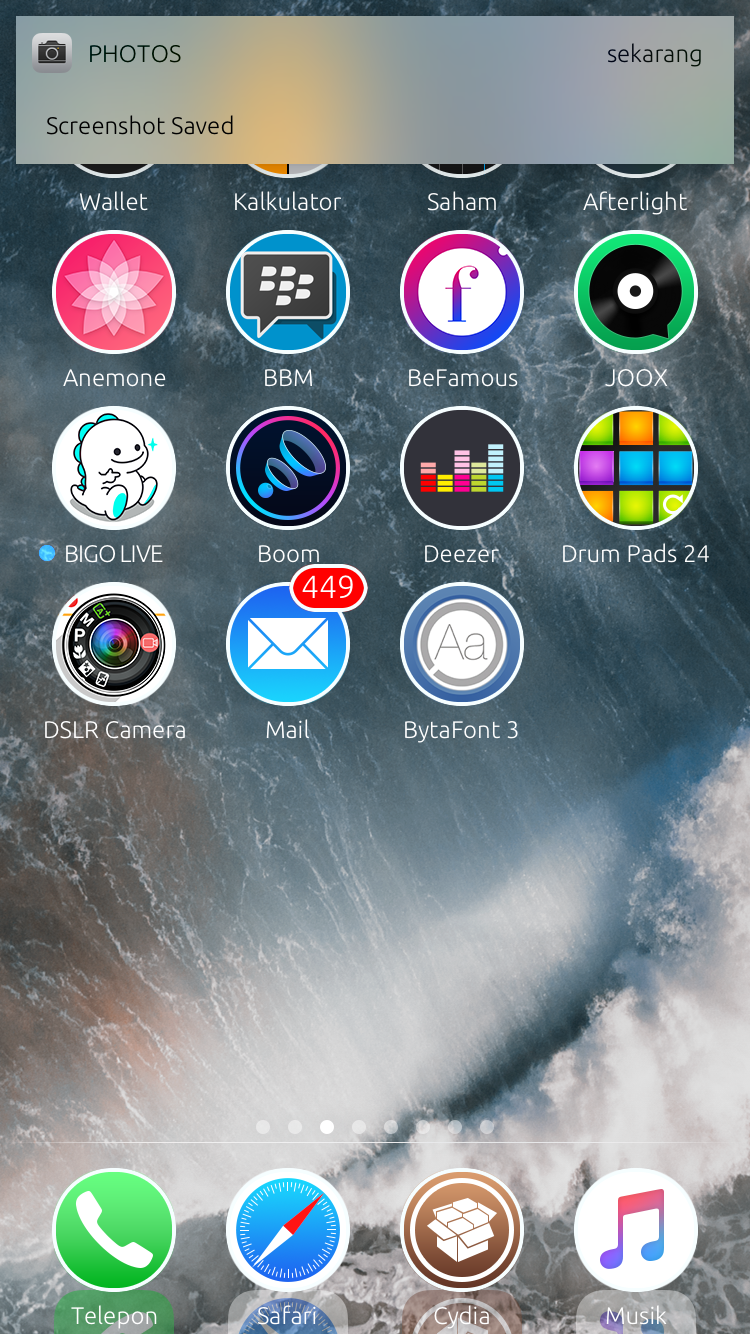 PHOTOS sekarang
Screenshot Saved
Wallet Kalkulator Saham Afterlight
f
Anemone BBM BeFamous JOOX
BIGO LIVE Boom Deezer Drum Pads 24
449
A+
M
P
Aa
DSLR Camera Mail BytaFont 3
Telepon Safari Cydia Musik